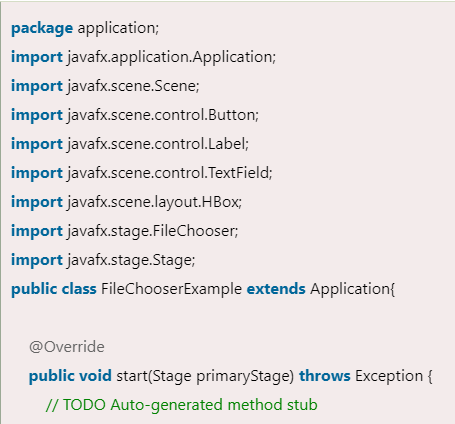 package application;
import javafx.application.Application;
import javafx.scene.Scene;
import javafx.scene.control.Button;
import javafx.scene.control.Label;
import javafx.scene.control.TextField;
import javafx.scene.layout.HBox;
import javafx.stage.FileChooser;
import javafx.stage.Stage;
public class FileChooserExample extends Application{
@Override
public void start(Stage primaryStage) throws Exception {
// TODO Auto-generated method stub